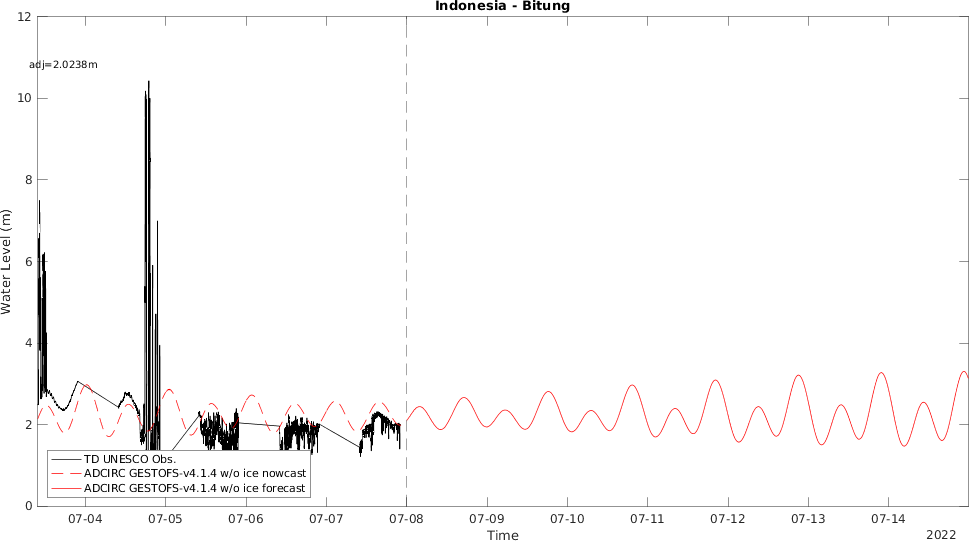 Indonesia - Bitung
adj=2.0238m
Water Level (m)
12
10
8
6
4
2
0
TD UNESCO Obs.
ADCIRC GESTOFS-v4.1.4 w/o ice nowcast
ADCIRC GESTOFS-v4.1.4 w/o ice forecast
07-04 07-05 07-06 07-07 07-08 07-09 07-10 07-11 07-12 07-13 07-14
Time
2022